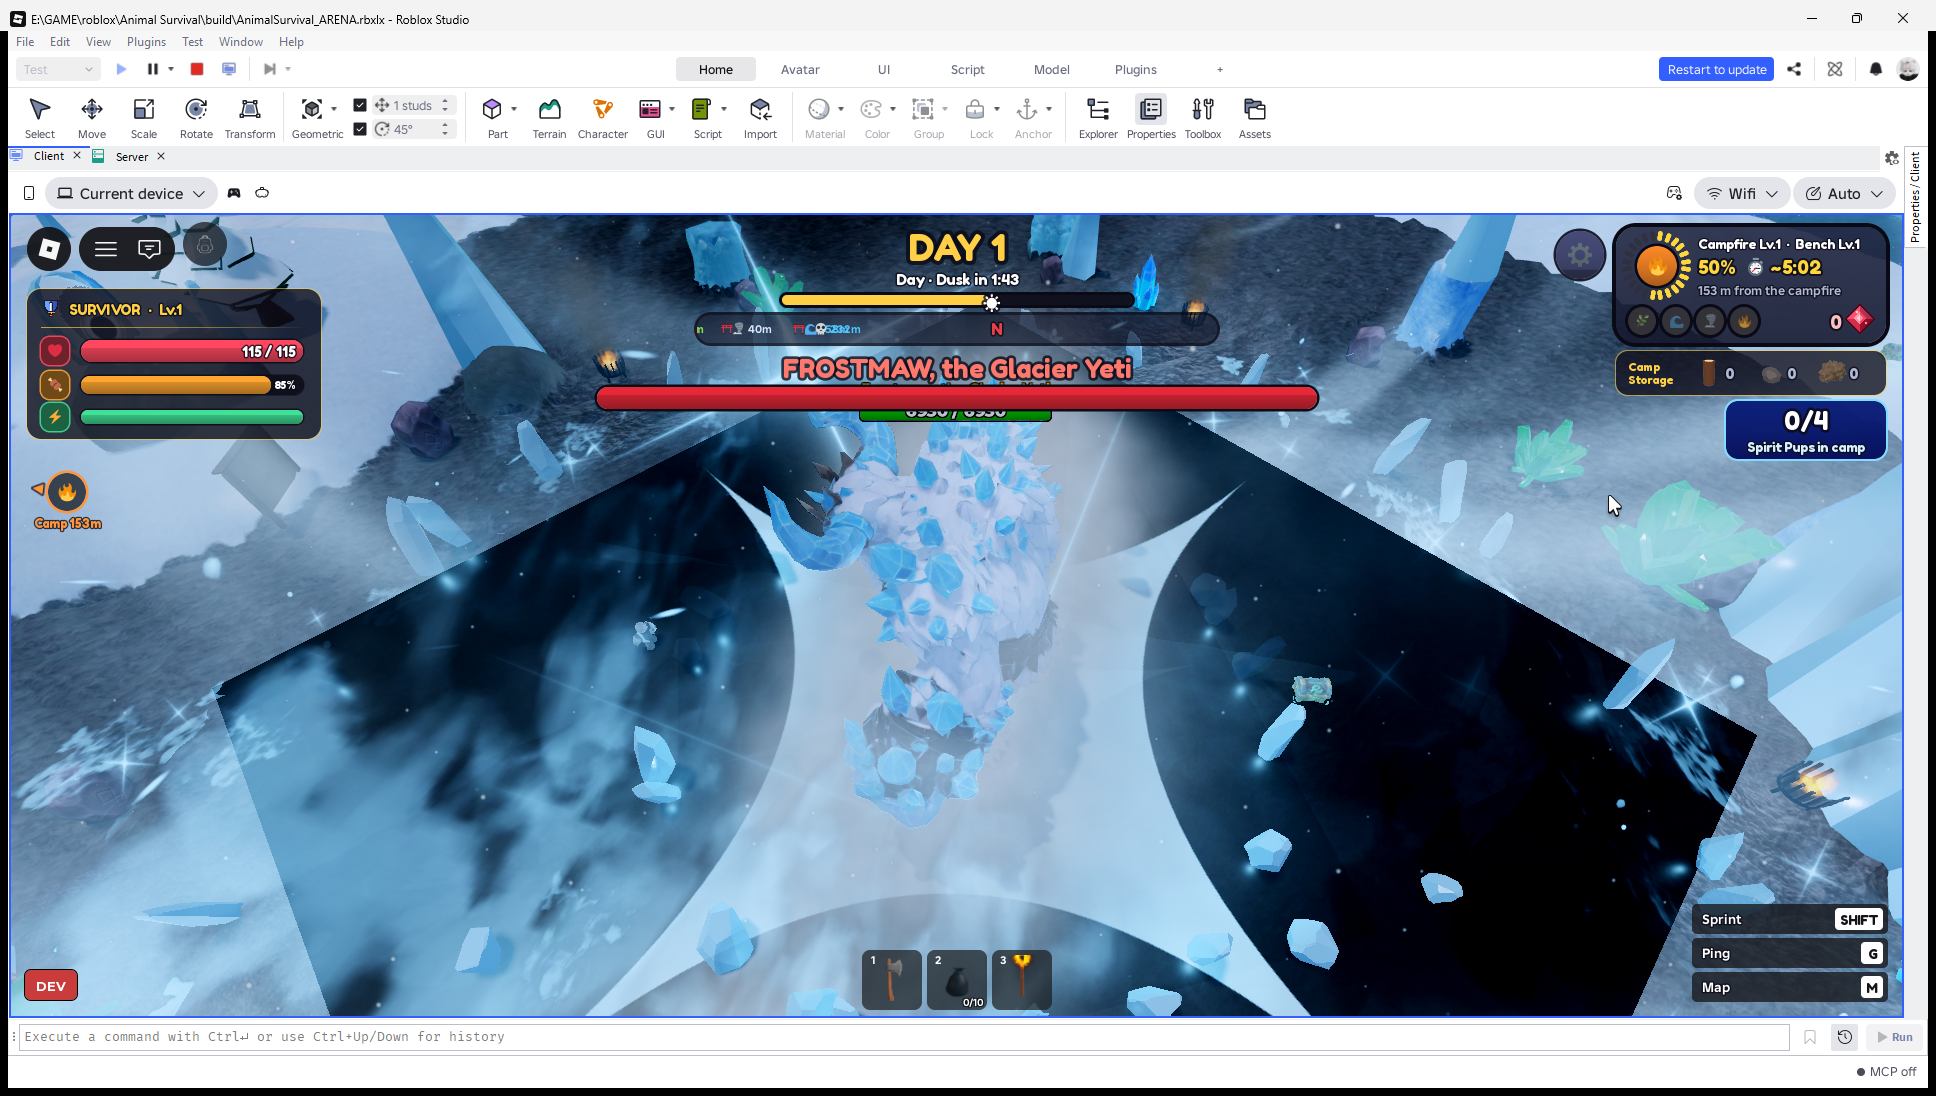 E:\GAME\roblox\Animal Survival\build\AnimalSurvival_ARENA.rbxlx - Roblox Studio
File Edit View Plugins Test Window Help
Test
Home Avatar UI Script Model Plugins +
Restart to update
Select Move Scale Rotate Transform Geometric
1 studs
45°
Part Terrain Character GUI Script Import Material Color Group Lock Anchor Explorer Properties Toolbox Assets
Client Server
Properties / Client
Current device
Wifi Auto
DAY 1
Day · Dusk in 1:43
40m
N
FROSTMAW, the Glacier Yeti
6930 / 6930
SURVIVOR · Lv.1
115 / 115
85%
Camp 153m
Campfire Lv.1 · Bench Lv.1
50% ~5:02
153 m from the campfire
0
Camp Storage
0 0 0
0/4
Spirit Pups in camp
1 2 3
0/10
Sprint SHIFT
Ping G
Map M
DEV
Execute a command with Ctrl+↵ or use Ctrl+Up/Down for history
Run
MCP off